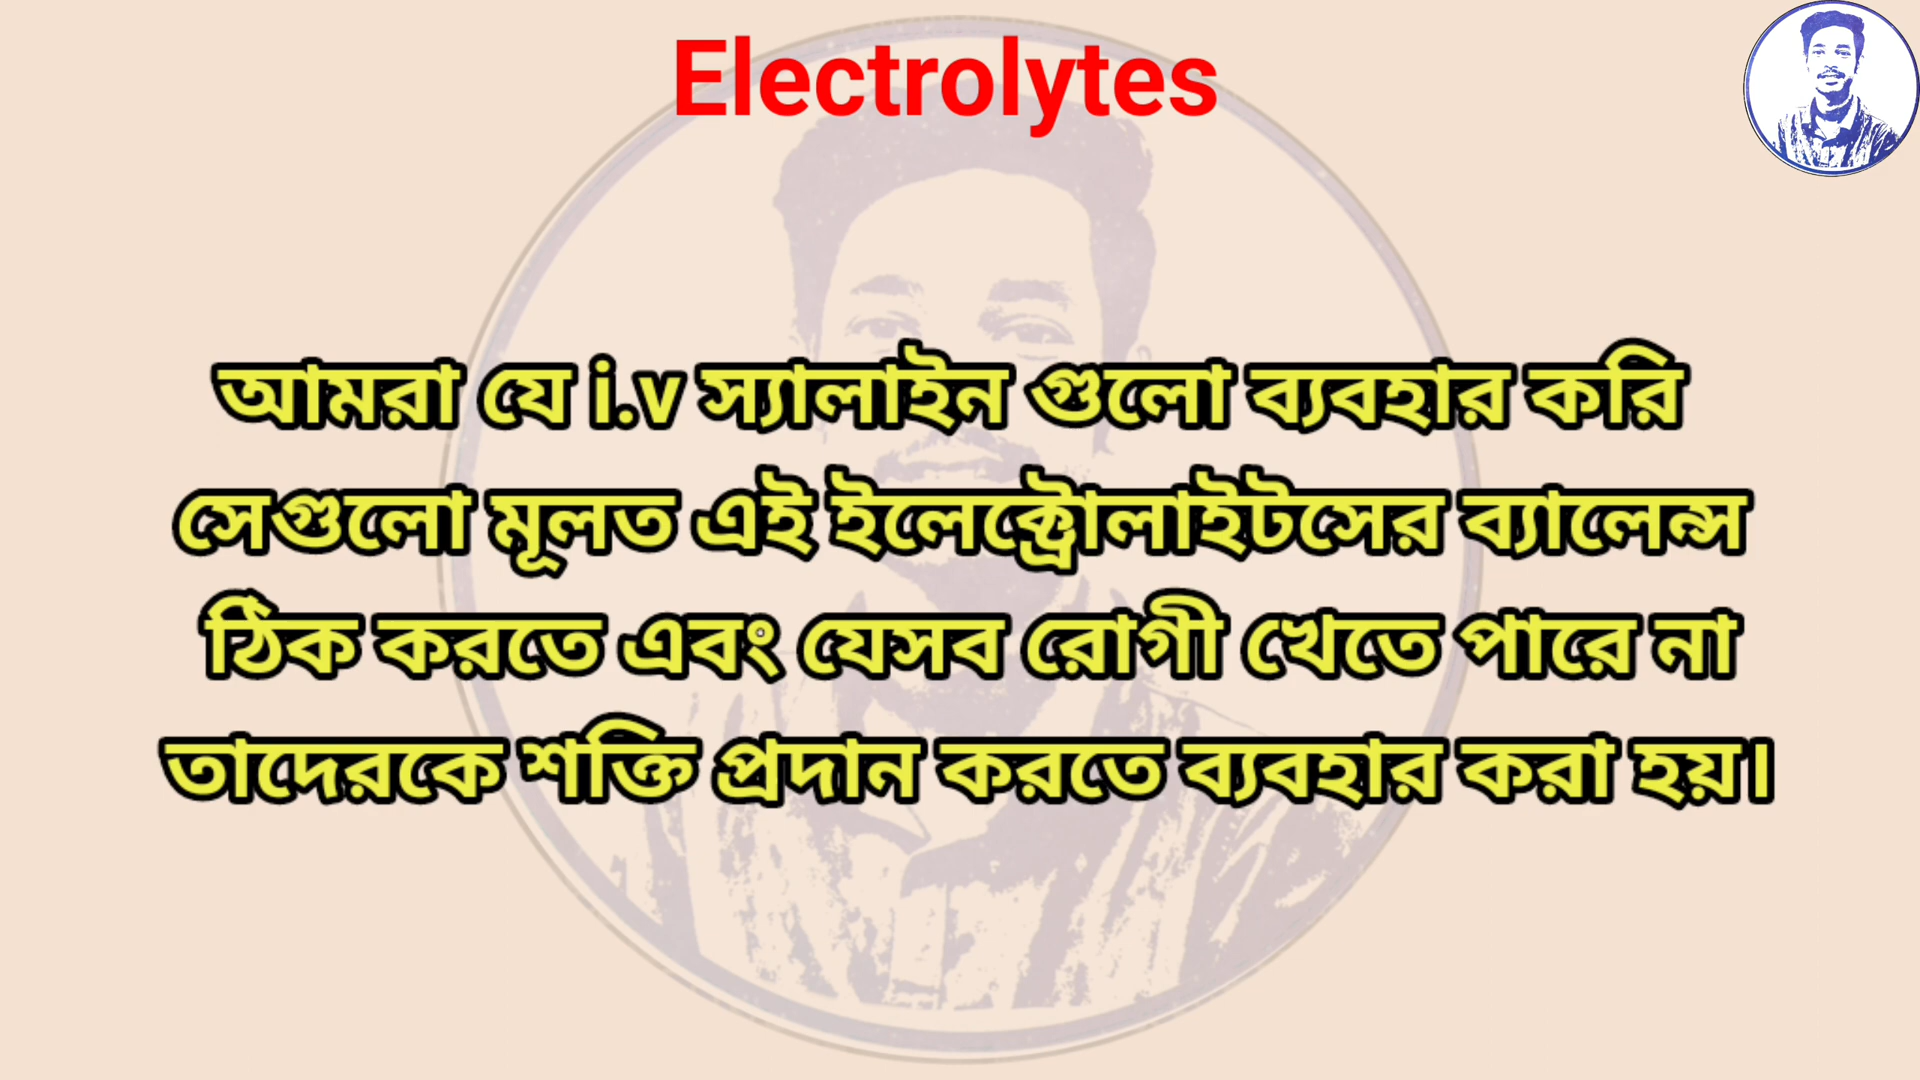 Electrolytes
আমরা যে i.v স্যালাইন গুলো ব্যবহার করি
সেগুলো মূলত এই ইলেক্ট্রোলাইটসের ব্যালেন্স
ঠিক করতে এবং যেসব রোগী খেতে পারে না
তাদেরকে শক্তি প্রদান করতে ব্যবহার করা হয়।